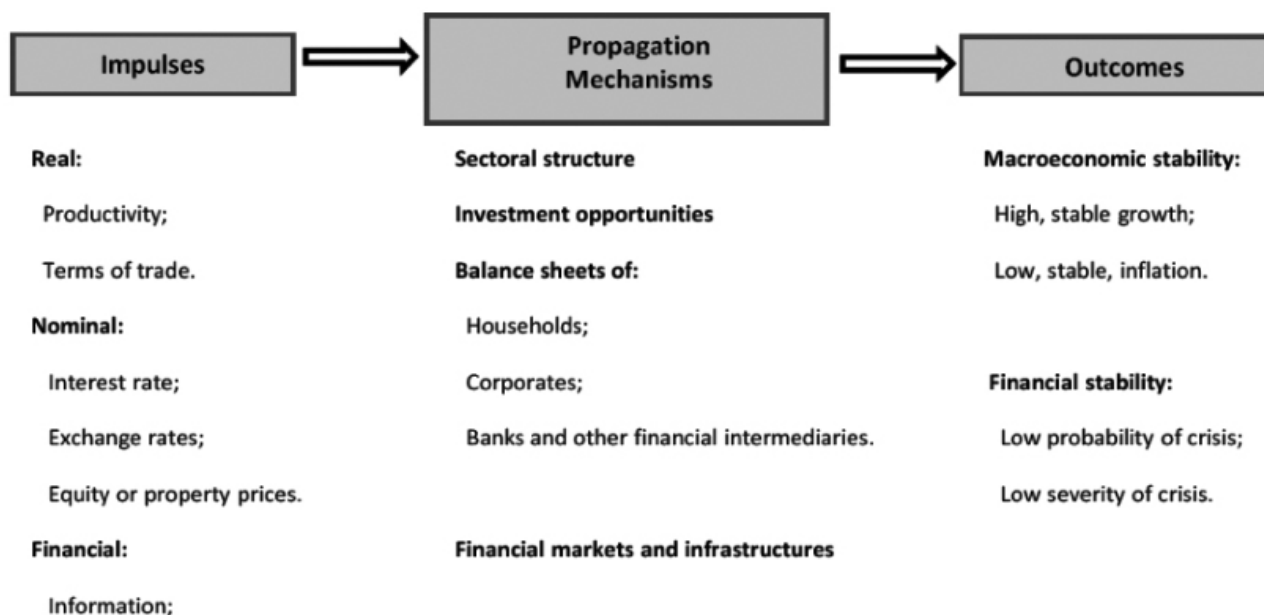 Impulses
Propagation
Mechanisms
Outcomes
Real:
Productivity;
Terms of trade.
Nominal:
Interest rate;
Exchange rates;
Equity or property prices.
Financial:
Information;
Sectoral structure
Investment opportunities
Balance sheets of:
Households;
Corporates;
Banks and other financial intermediaries.
Financial markets and infrastructures
Macroeconomic stability:
High, stable growth;
Low, stable, inflation.
Financial stability:
Low probability of crisis;
Low severity of crisis.